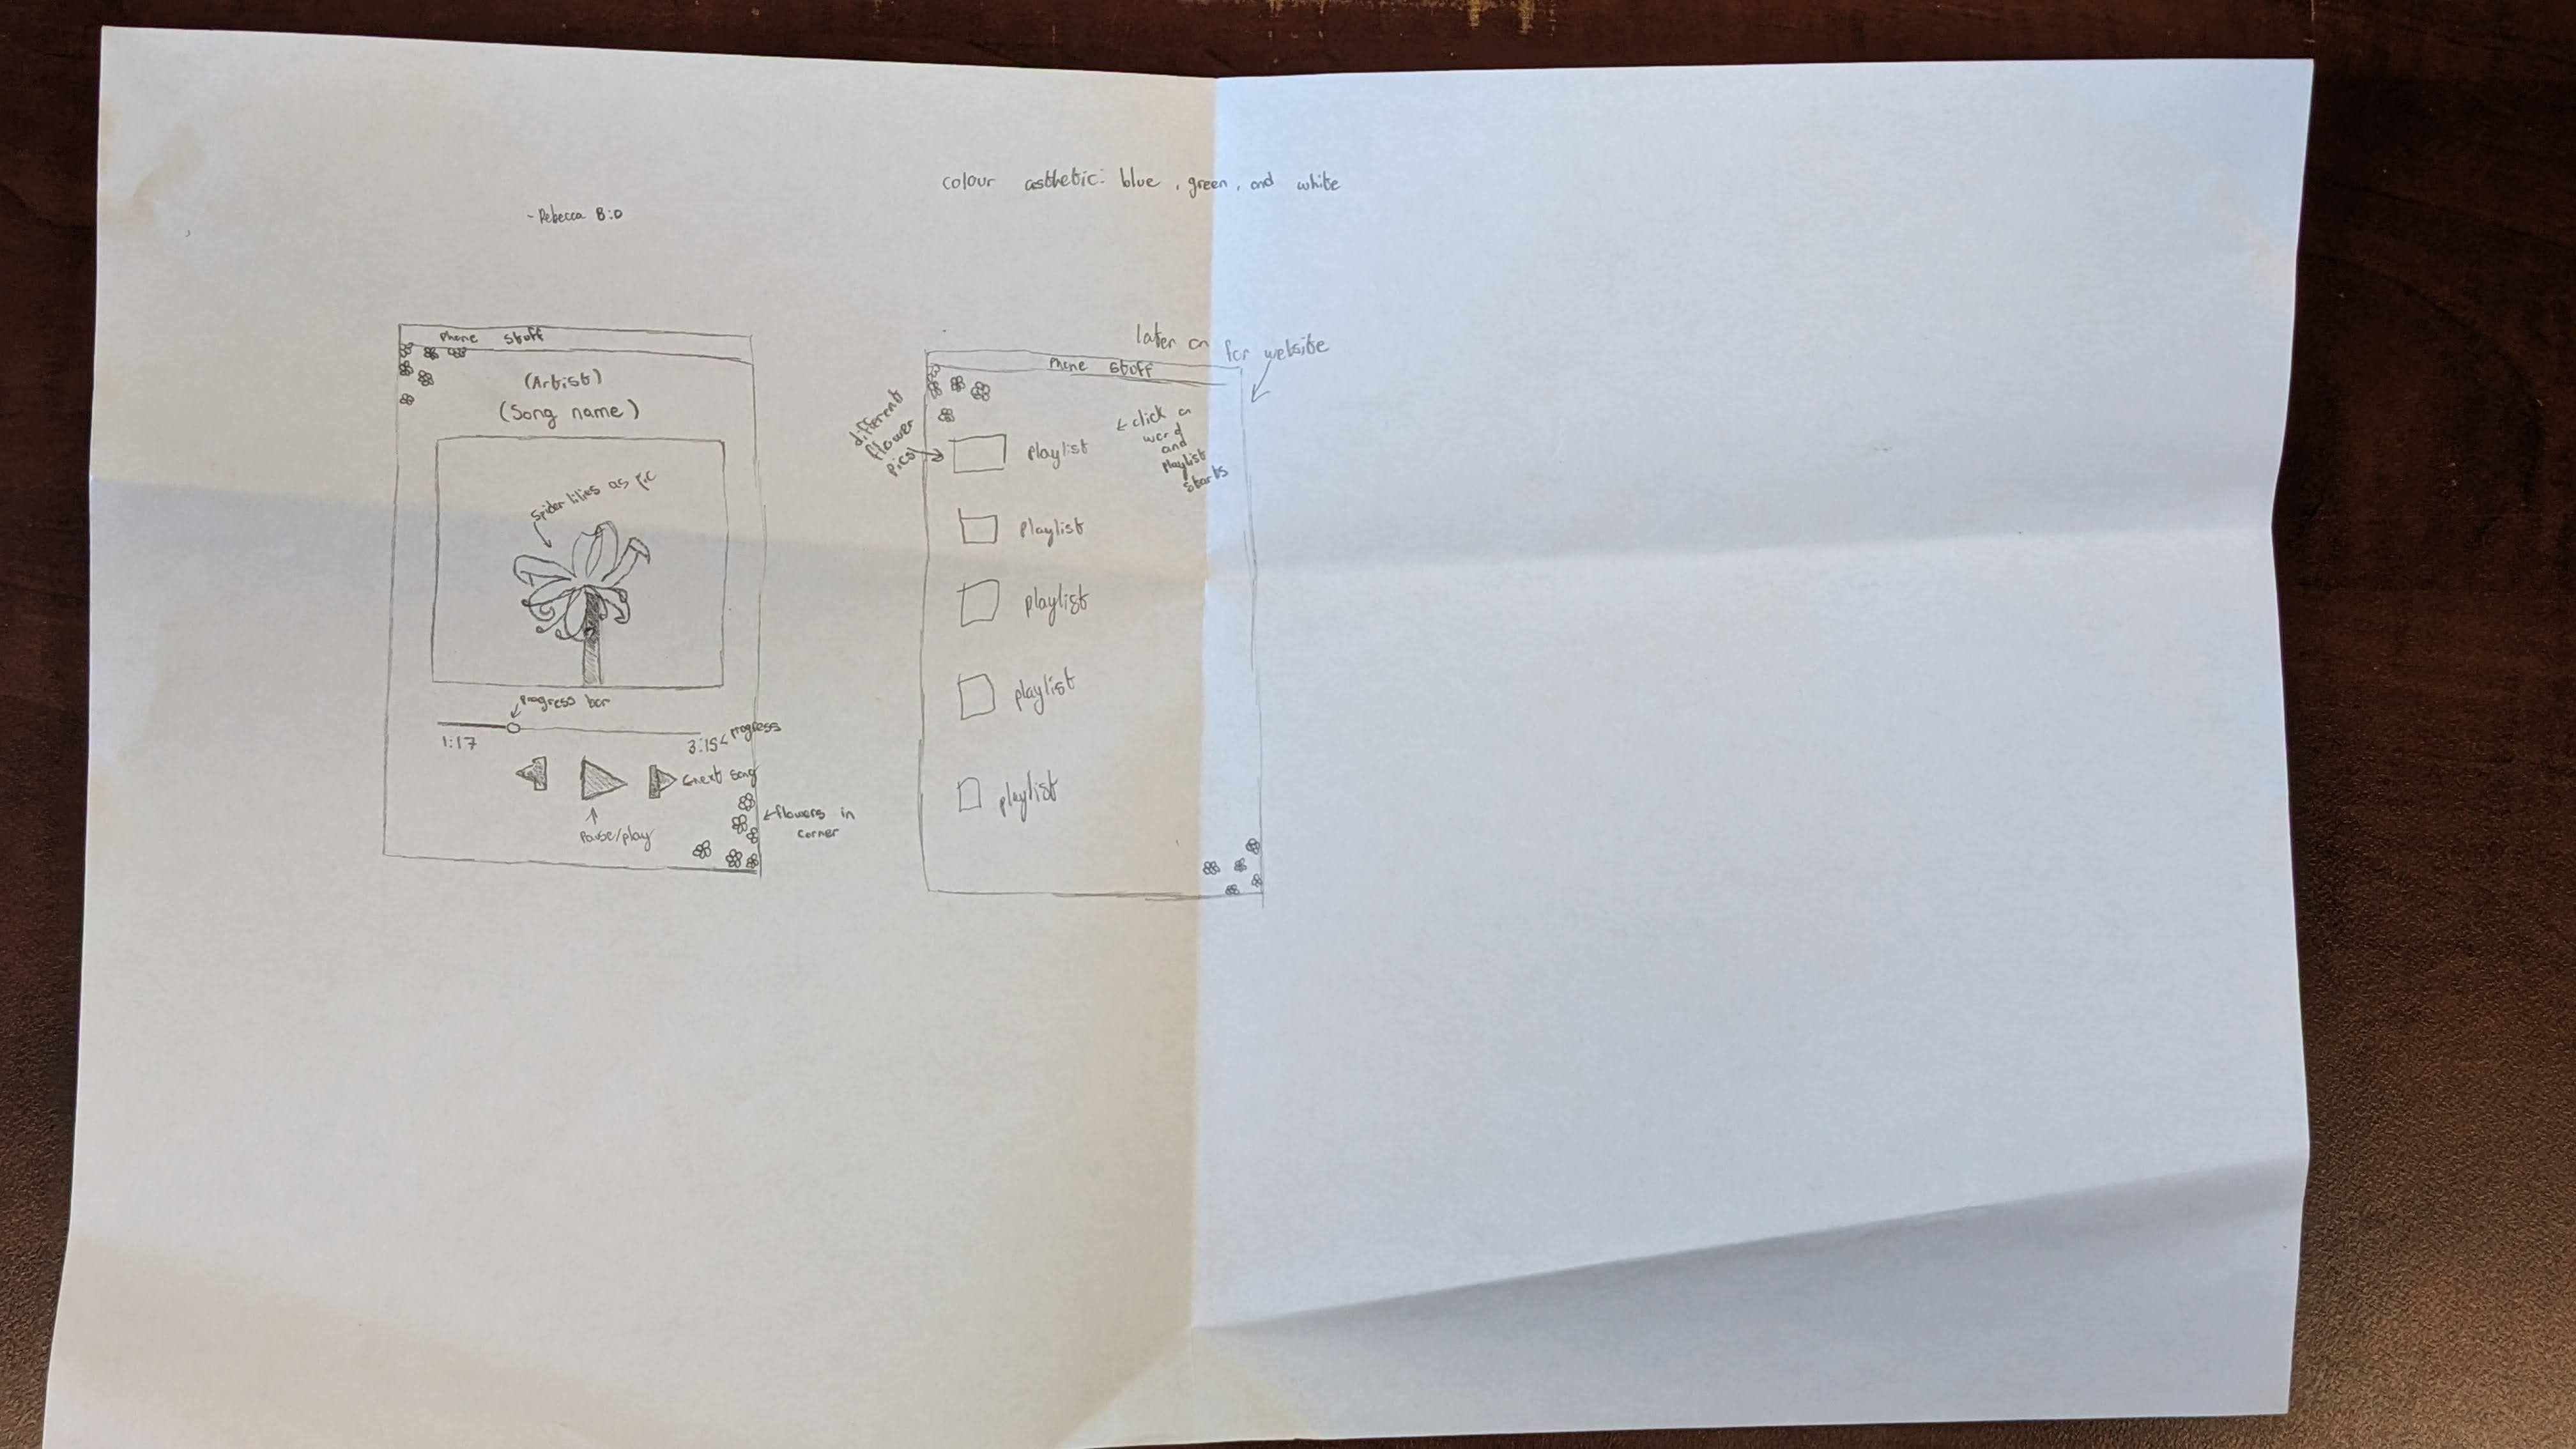 colour asthetic: blue, green, and white
- Rebecca B:D
Phone stuff
(Artist)
(Song name)
Spider lilies as pic
Progress bar
1:17
3:15
← progress
← next song
Pause/play
← flowers in
corner
later on for website
Phone stuff
different
flower
pics
playlist
← click on
word
and
playlist
starts
playlist
playlist
playlist
playlist